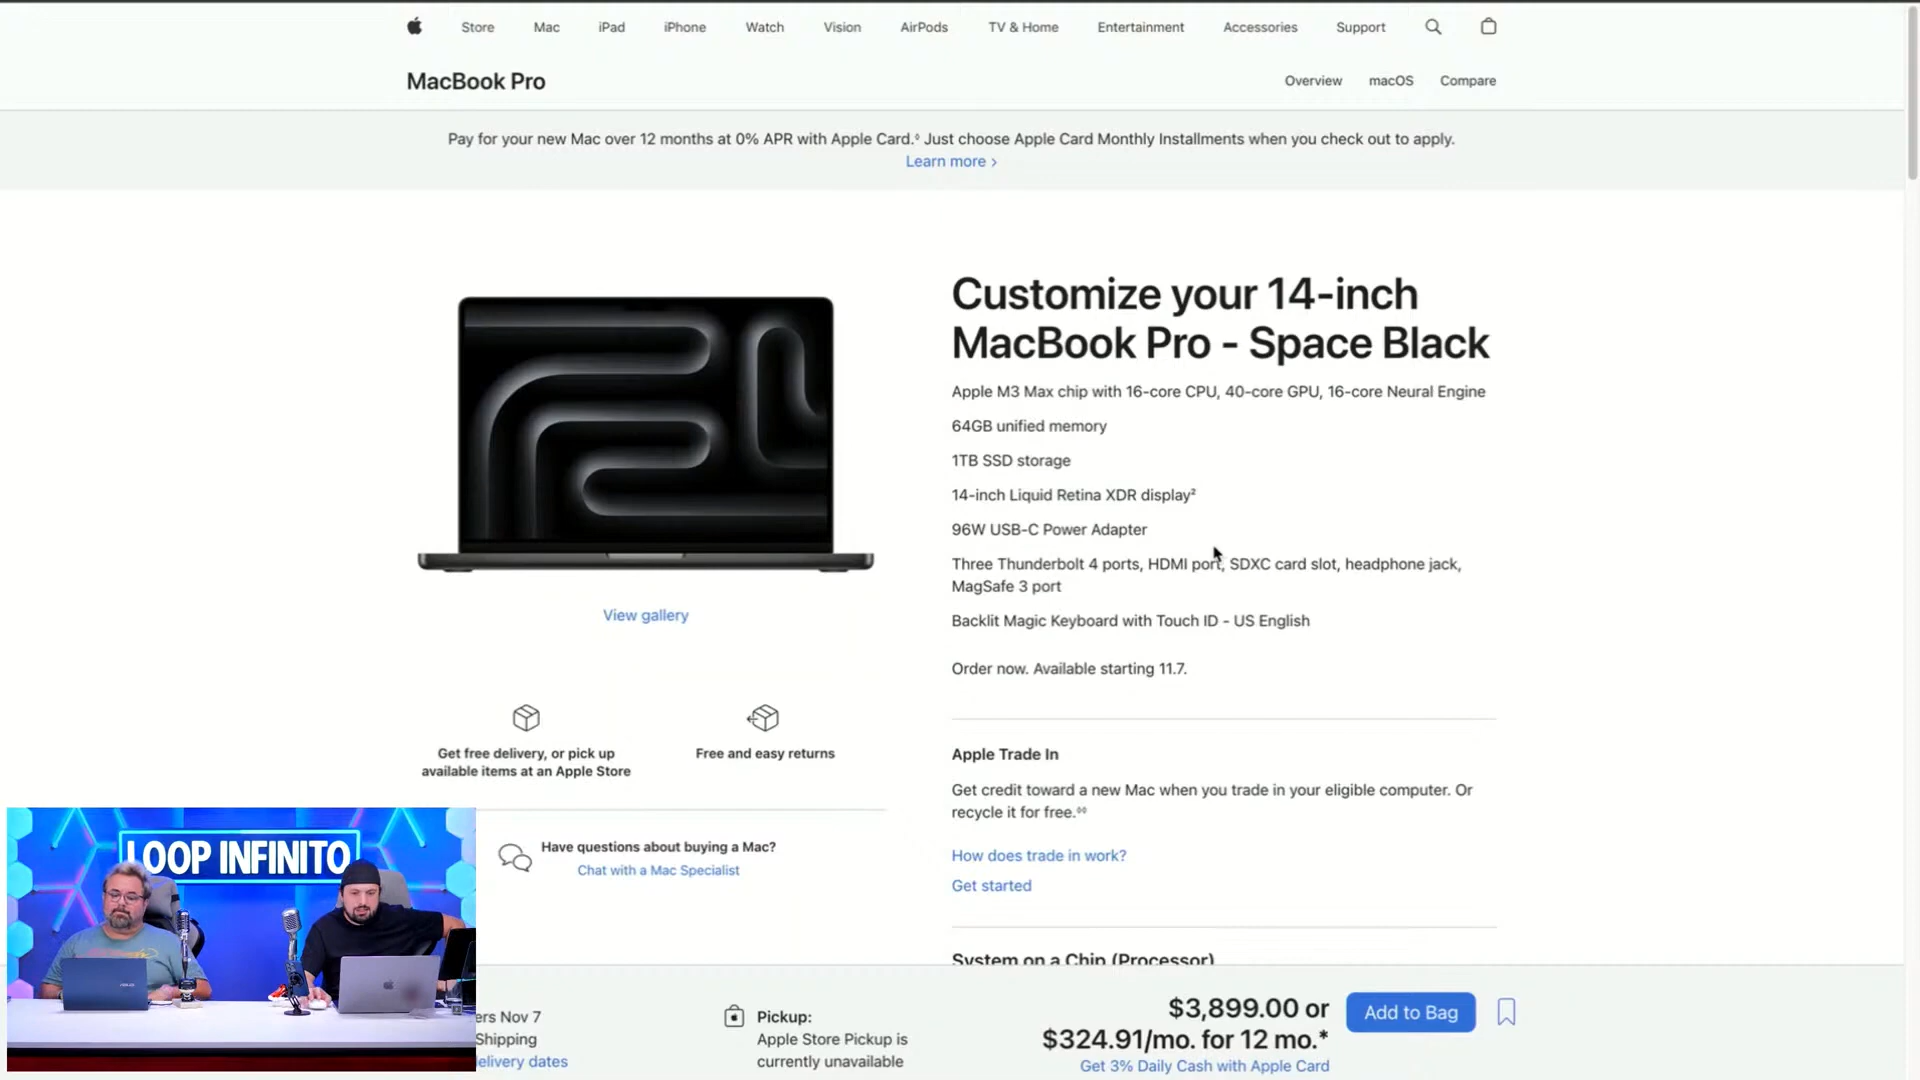 Store
Mac
iPad
iPhone
Watch
Vision
AirPods
TV & Home
Entertainment
Accessories
Support
MacBook Pro
Overview
macOS
Compare
Pay for your new Mac over 12 months at 0% APR with Apple Card.◊ Just choose Apple Card Monthly Installments when you check out to apply.
Learn more >
Customize your 14-inch
MacBook Pro - Space Black
Apple M3 Max chip with 16-core CPU, 40-core GPU, 16-core Neural Engine
64GB unified memory
1TB SSD storage
14-inch Liquid Retina XDR display²
96W USB-C Power Adapter
Three Thunderbolt 4 ports, HDMI port, SDXC card slot, headphone jack,
MagSafe 3 port
Backlit Magic Keyboard with Touch ID - US English
Order now. Available starting 11.7.
View gallery
Get free delivery, or pick up
available items at an Apple Store
Free and easy returns
Apple Trade In
Get credit toward a new Mac when you trade in your eligible computer. Or
recycle it for free.◊◊
How does trade in work?
Get started
Have questions about buying a Mac?
Chat with a Mac Specialist
System on a Chip (Processor)
LOOP INFINITO
ers Nov 7
Shipping
elivery dates
Pickup:
Apple Store Pickup is
currently unavailable
$3,899.00 or
$324.91/mo. for 12 mo.*
Get 3% Daily Cash with Apple Card
Add to Bag